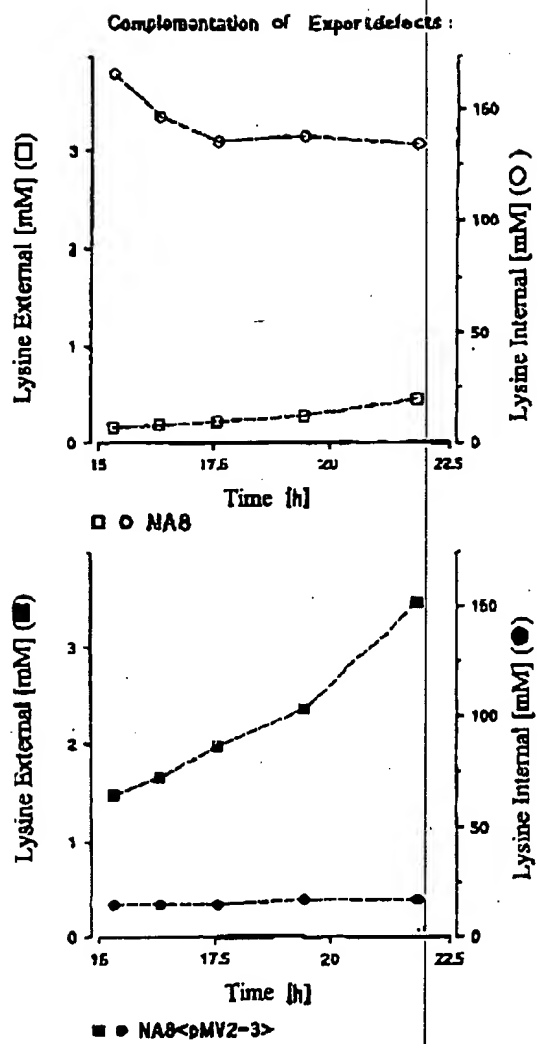 Complementation of Exportdefects:
Lysine External [mM] (□)
3
2
1
0
150
100
50
0
Lysine Internal [mM] (○)
15
17.5
20
22.5
Time [h]
□ ○ NA8
Lysine External [mM] (■)
3
2
1
0
150
100
50
0
Lysine Internal [mM] (●)
15
17.5
20
22.5
Time [h]
■ ● NA8<pMV2-3>